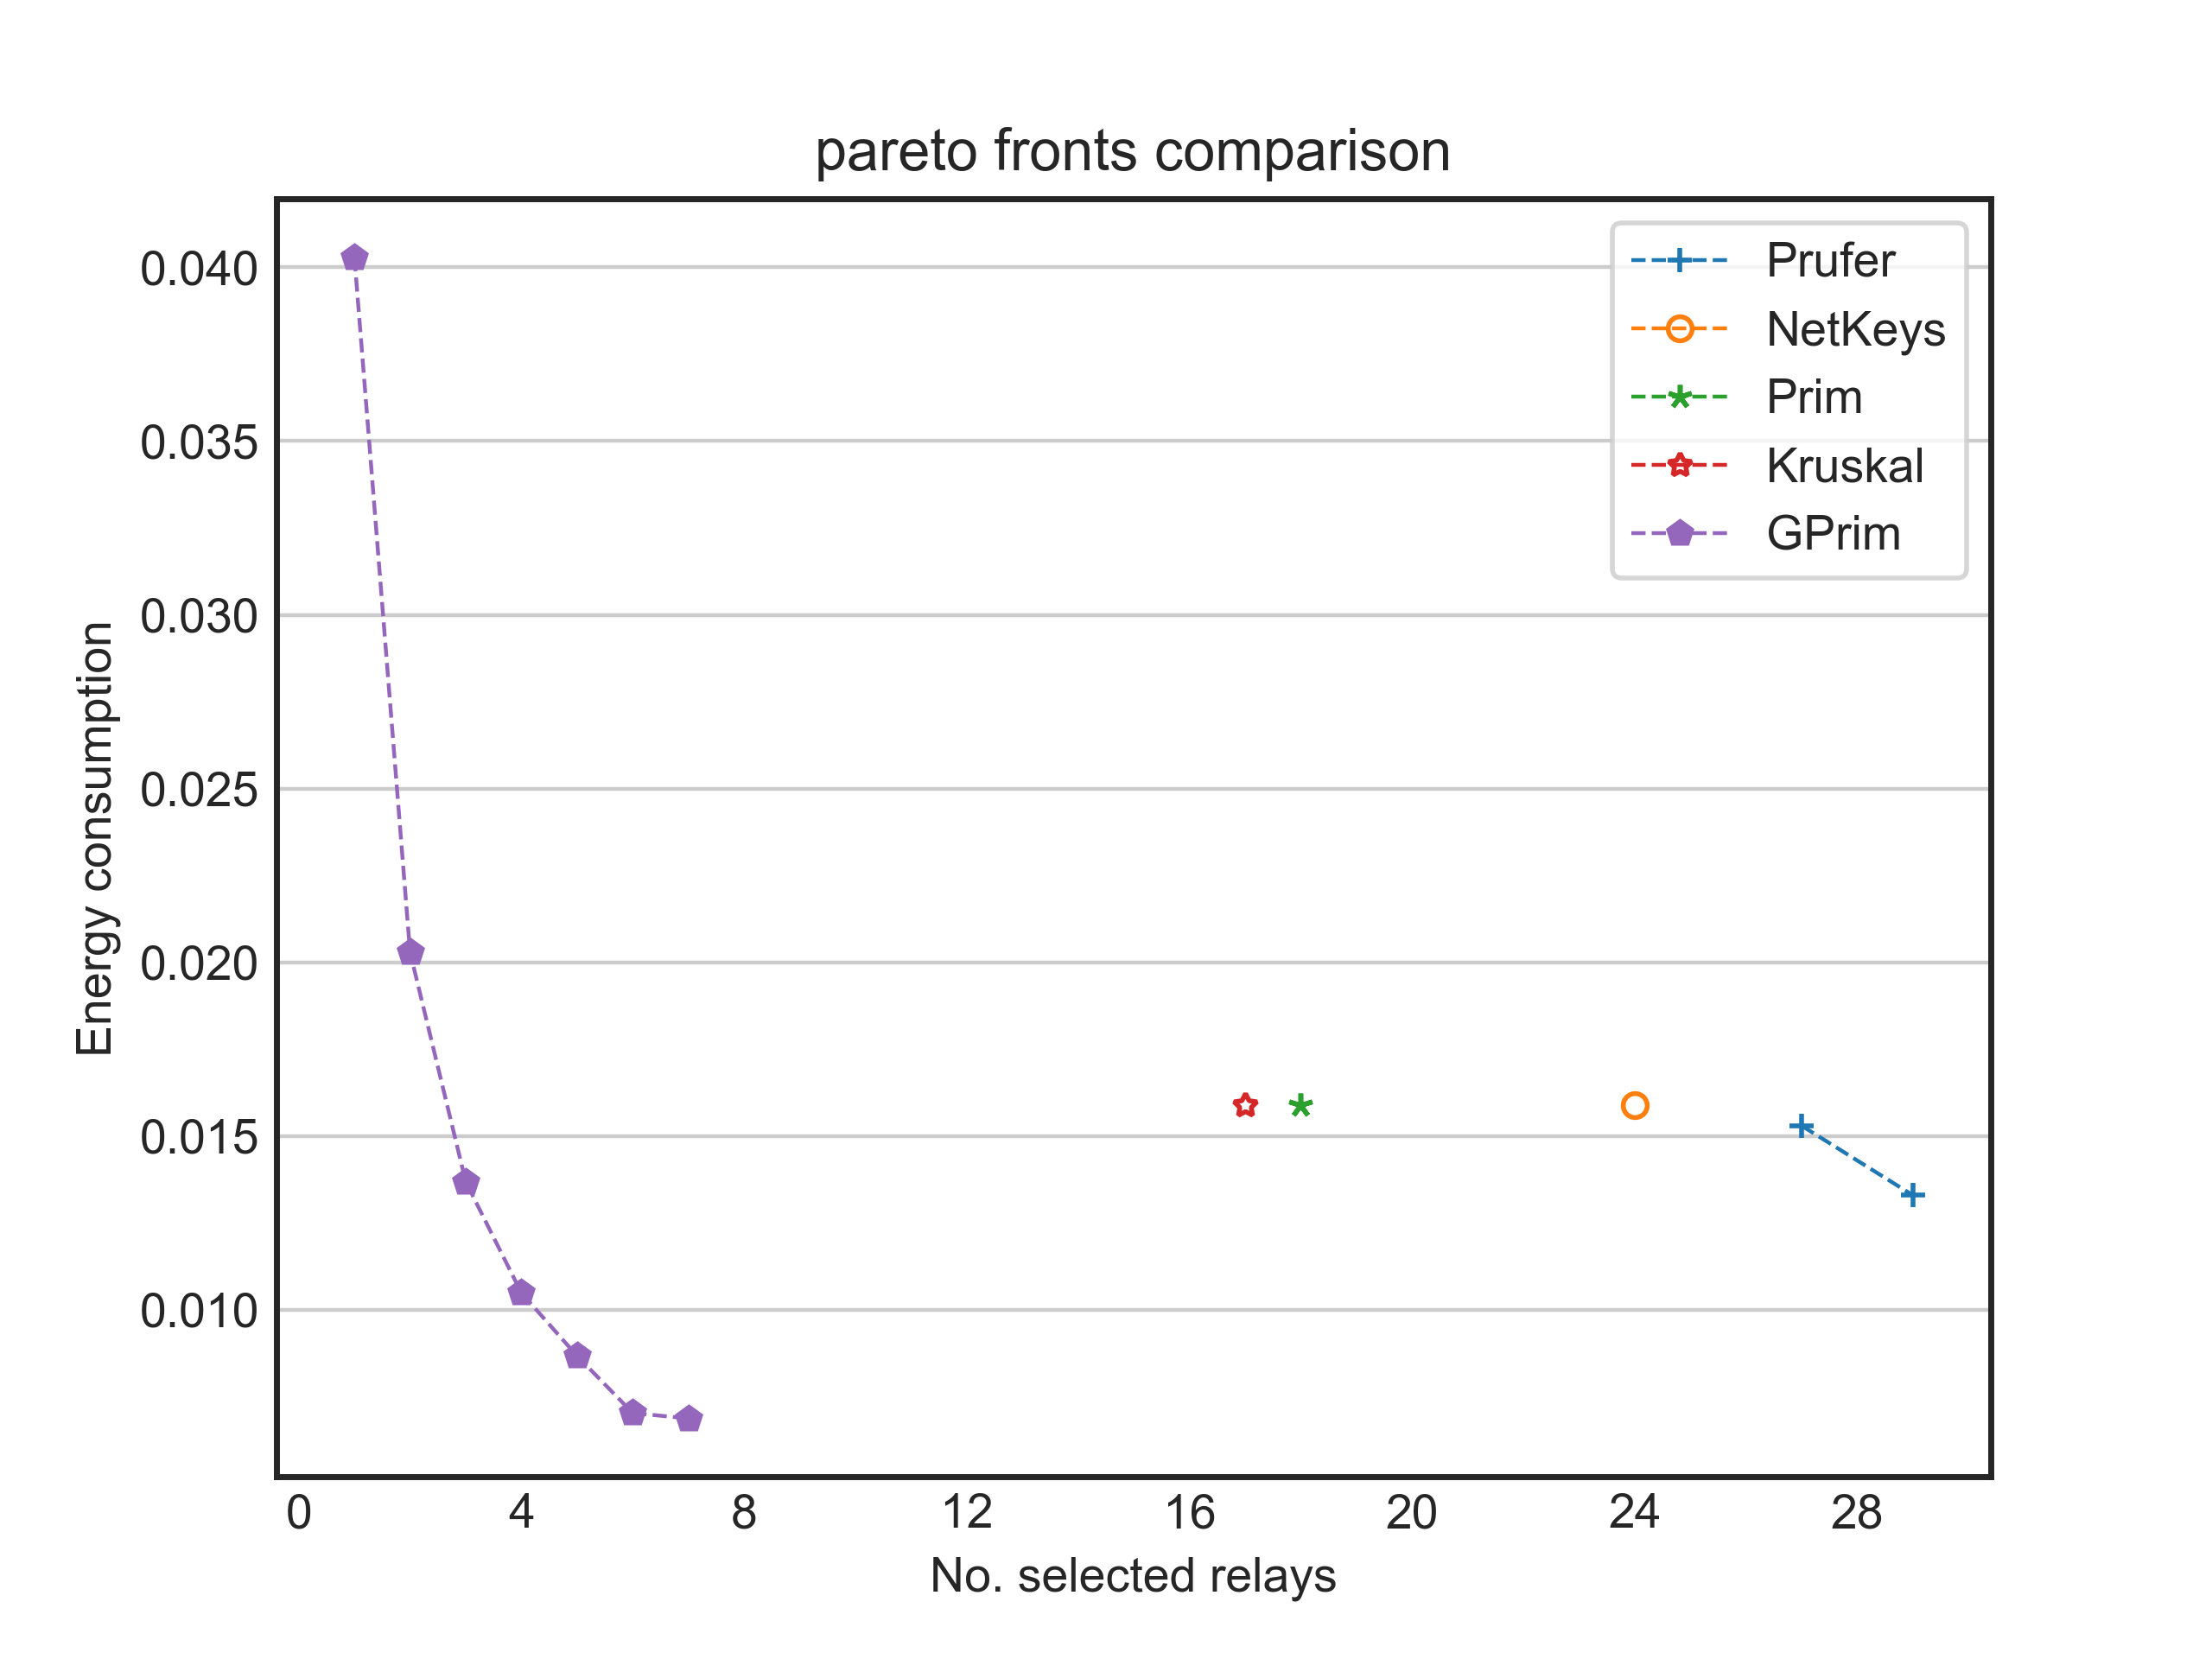 pareto fronts comparison
Prufer
NetKeys
Prim
Kruskal
GPrim
Energy consumption
0.040
0.035
0.030
0.025
0.020
0.015
0.010
0 4 8 12 16 20 24 28
No. selected relays